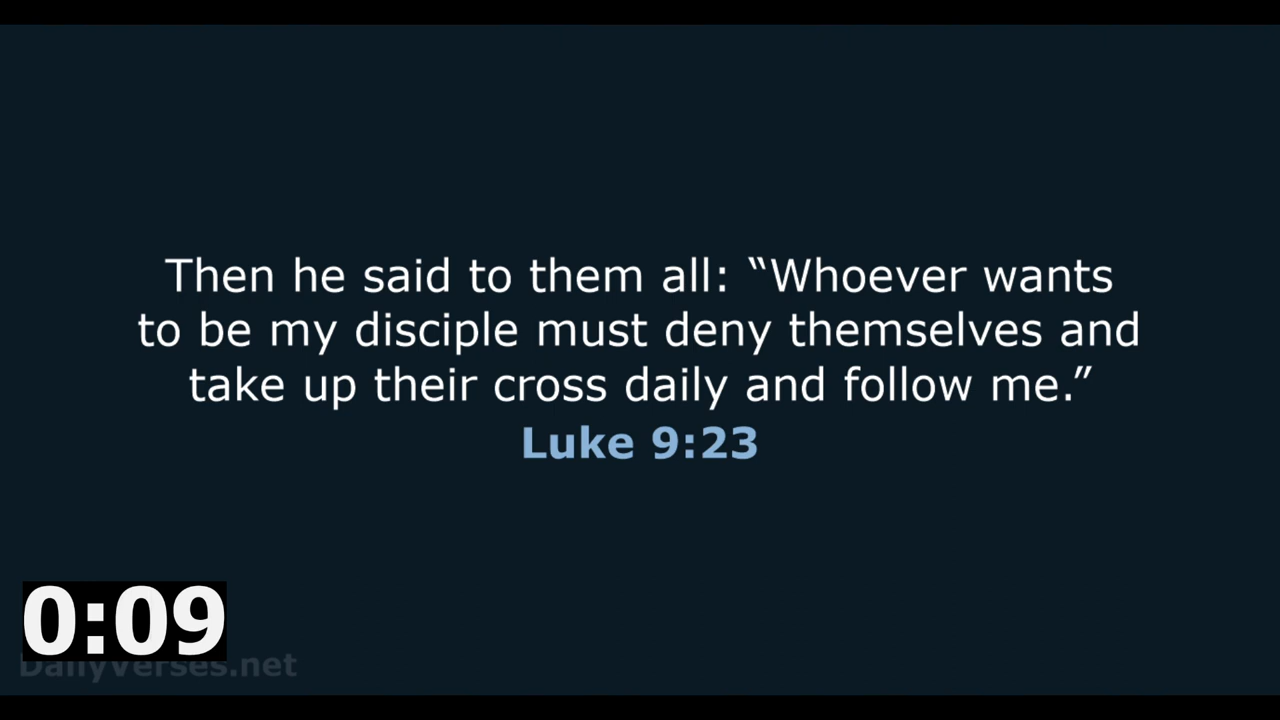 Then he said to them all: “Whoever wants
to be my disciple must deny themselves and
take up their cross daily and follow me.”
Luke 9:23
0:09
DailyVerses.net